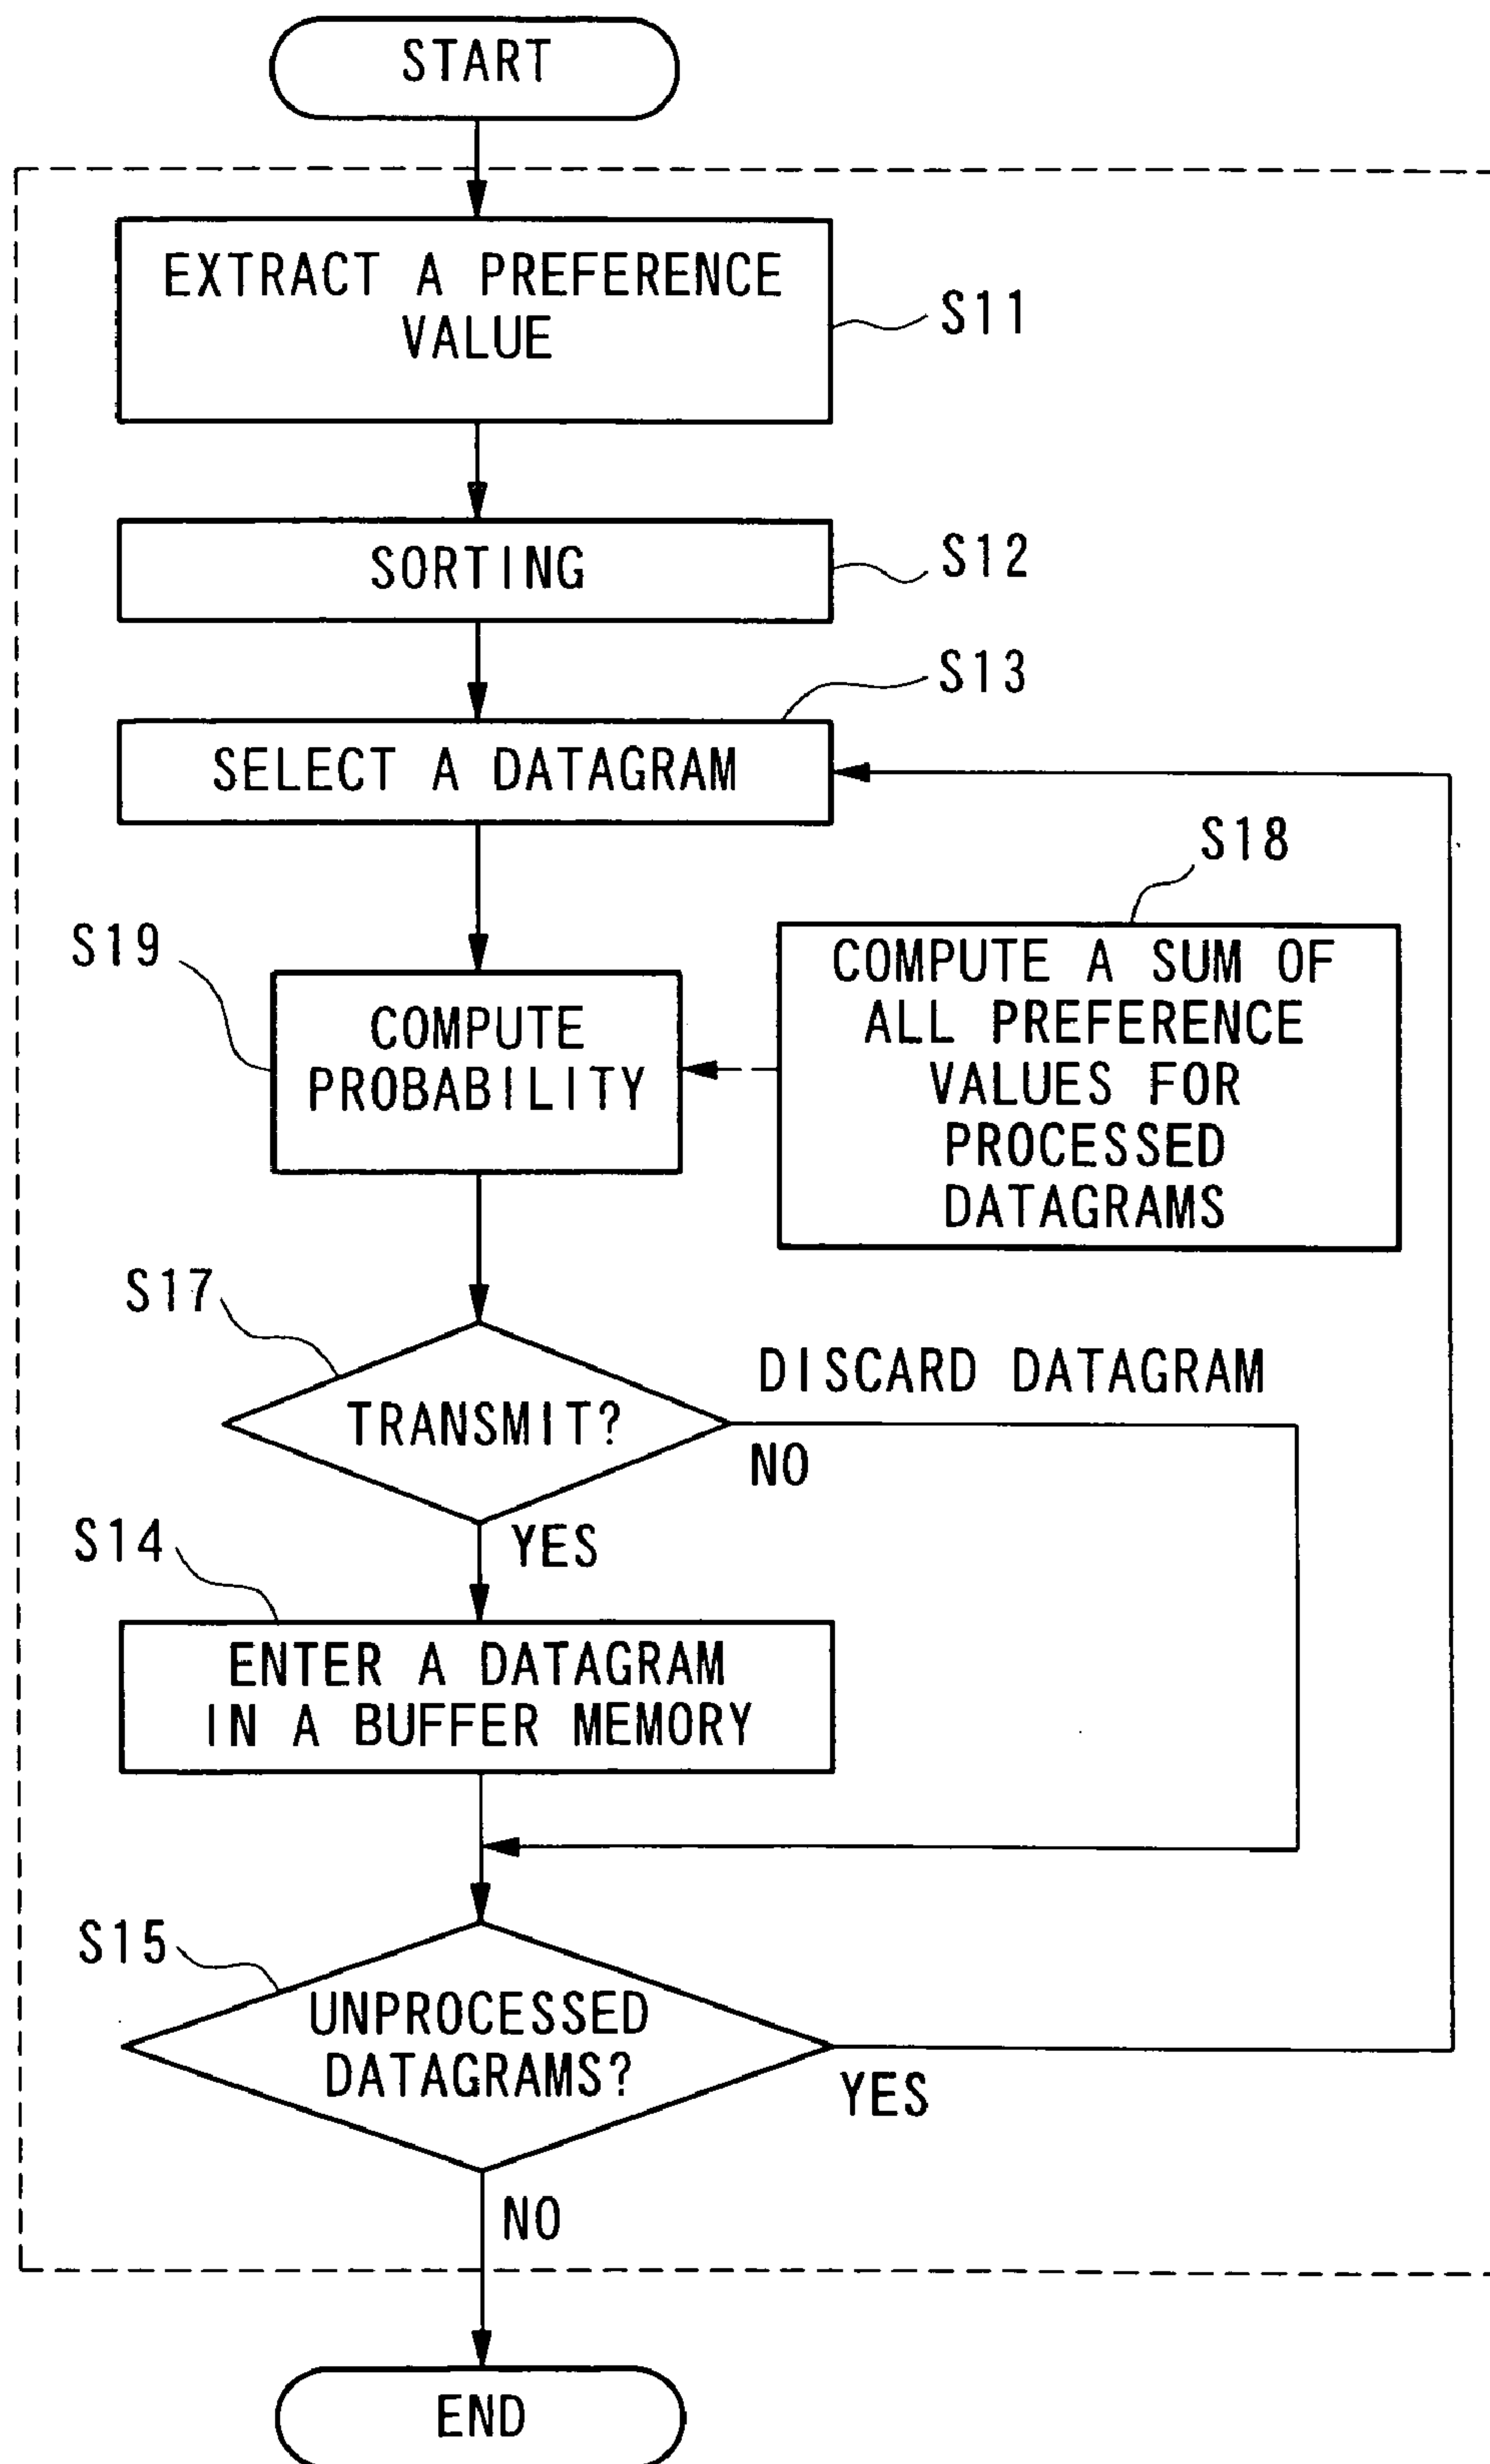 START
EXTRACT A PREFERENCE
VALUE
S11
SORTING
S12
S13
SELECT A DATAGRAM
S18
S19
COMPUTE
PROBABILITY
COMPUTE A SUM OF
ALL PREFERENCE
VALUES FOR
PROCESSED
DATAGRAMS
S17
TRANSMIT?
DISCARD DATAGRAM
NO
YES
S14
ENTER A DATAGRAM
IN A BUFFER MEMORY
S15
UNPROCESSED
DATAGRAMS?
YES
NO
END